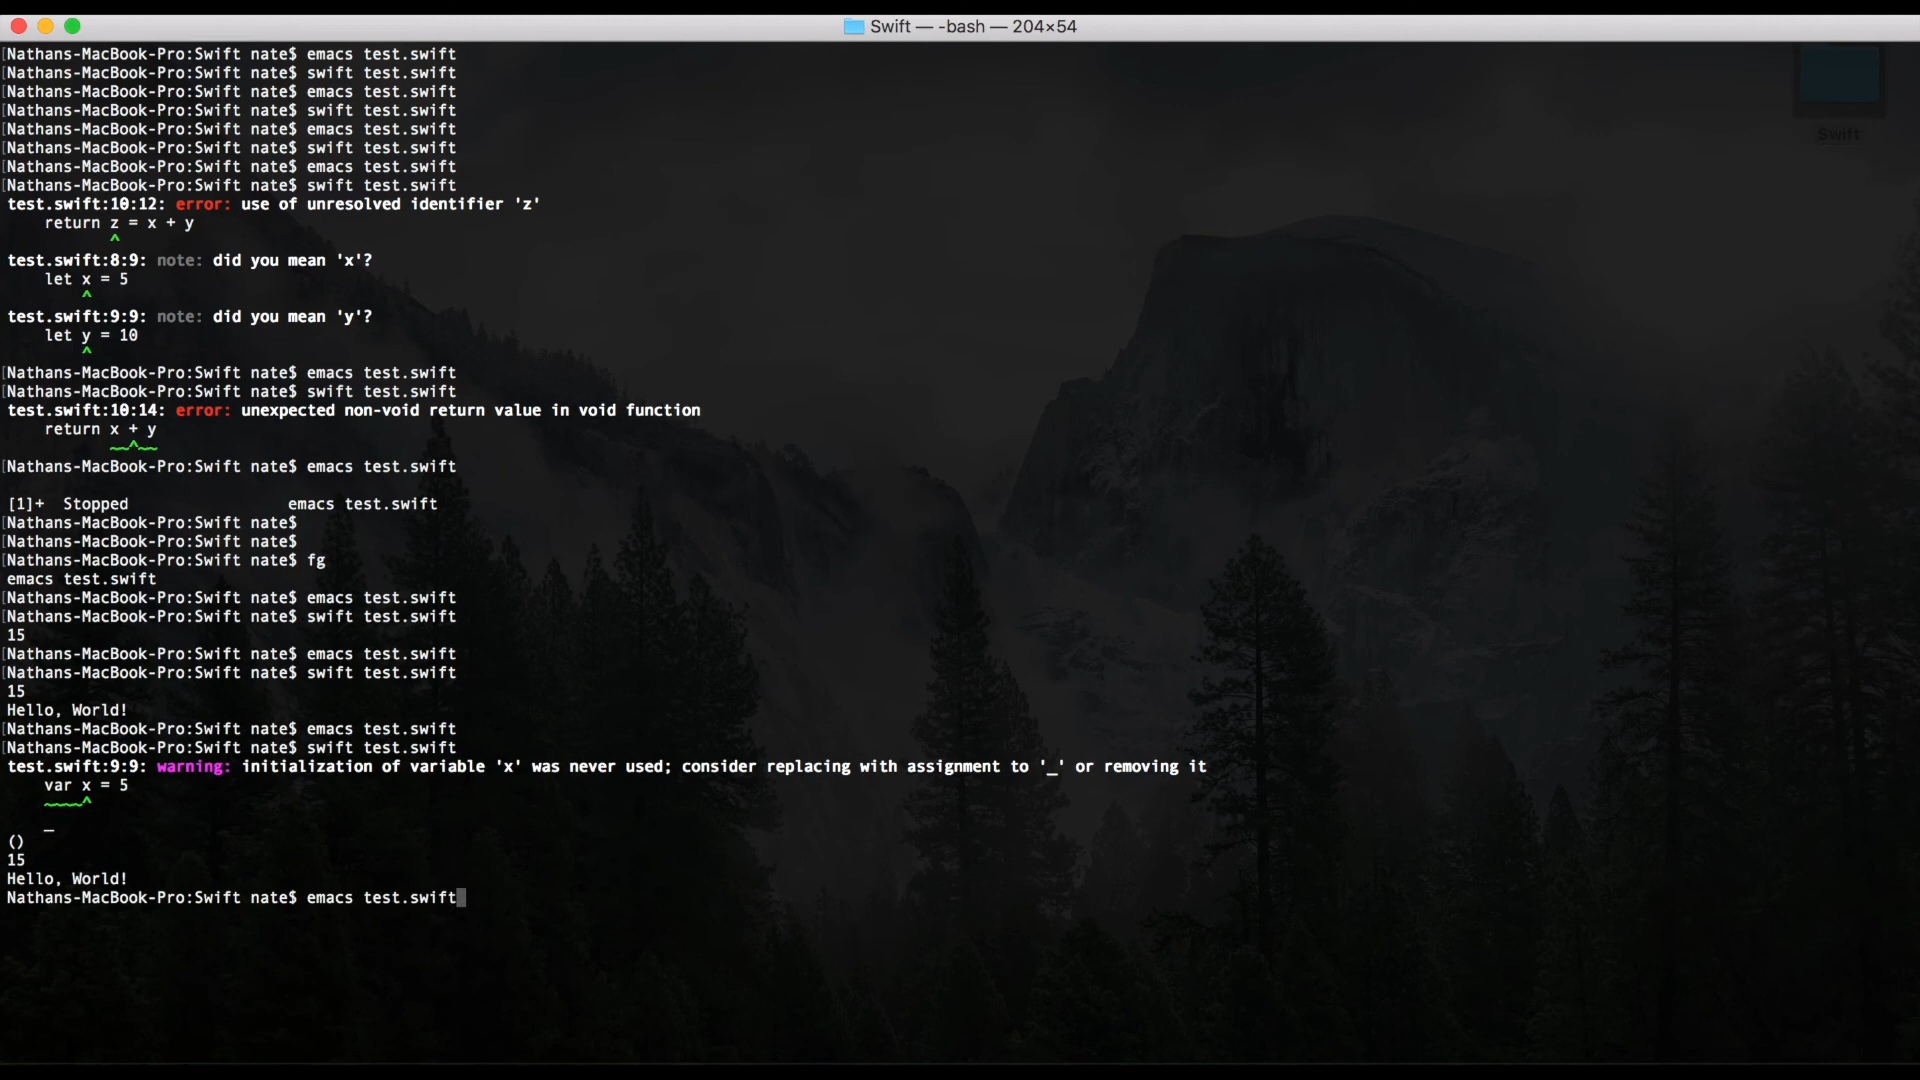 Swift — -bash — 204×54
Swift
[Nathans-MacBook-Pro:Swift nate$ emacs test.swift
[Nathans-MacBook-Pro:Swift nate$ swift test.swift
[Nathans-MacBook-Pro:Swift nate$ emacs test.swift
[Nathans-MacBook-Pro:Swift nate$ swift test.swift
[Nathans-MacBook-Pro:Swift nate$ emacs test.swift
[Nathans-MacBook-Pro:Swift nate$ swift test.swift
[Nathans-MacBook-Pro:Swift nate$ emacs test.swift
[Nathans-MacBook-Pro:Swift nate$ swift test.swift
test.swift:10:12: error: use of unresolved identifier 'z'
    return z = x + y
           ^
test.swift:8:9: note: did you mean 'x'?
    let x = 5
        ^
test.swift:9:9: note: did you mean 'y'?
    let y = 10
        ^
[Nathans-MacBook-Pro:Swift nate$ emacs test.swift
[Nathans-MacBook-Pro:Swift nate$ swift test.swift
test.swift:10:14: error: unexpected non-void return value in void function
    return x + y
           ~~^~~
[Nathans-MacBook-Pro:Swift nate$ emacs test.swift
[1]+  Stopped                 emacs test.swift
[Nathans-MacBook-Pro:Swift nate$
[Nathans-MacBook-Pro:Swift nate$
[Nathans-MacBook-Pro:Swift nate$ fg
emacs test.swift
[Nathans-MacBook-Pro:Swift nate$ emacs test.swift
[Nathans-MacBook-Pro:Swift nate$ swift test.swift
15
[Nathans-MacBook-Pro:Swift nate$ emacs test.swift
[Nathans-MacBook-Pro:Swift nate$ swift test.swift
15
Hello, World!
[Nathans-MacBook-Pro:Swift nate$ emacs test.swift
[Nathans-MacBook-Pro:Swift nate$ swift test.swift
test.swift:9:9: warning: initialization of variable 'x' was never used; consider replacing with assignment to '_' or removing it
    var x = 5
    ~~~~^
    _
()
15
Hello, World!
Nathans-MacBook-Pro:Swift nate$ emacs test.swift